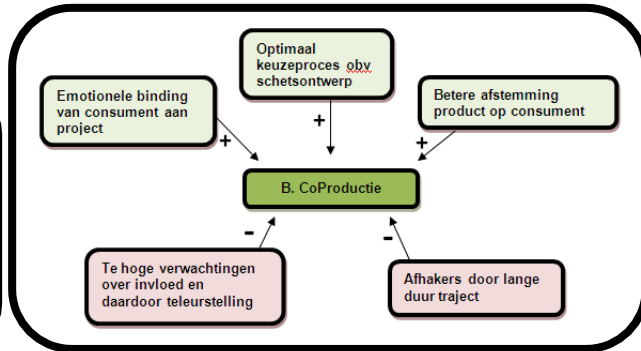 Optimaal
keuzeproces obv
schetsontwerp
Emotionele binding
van consument aan
project
Betere afstemming
product op consument
+
+
+
B. CoProductie
-
-
Te hoge verwachtingen
over invloed en
daardoor teleurstelling
Afhakers door lange
duur traject